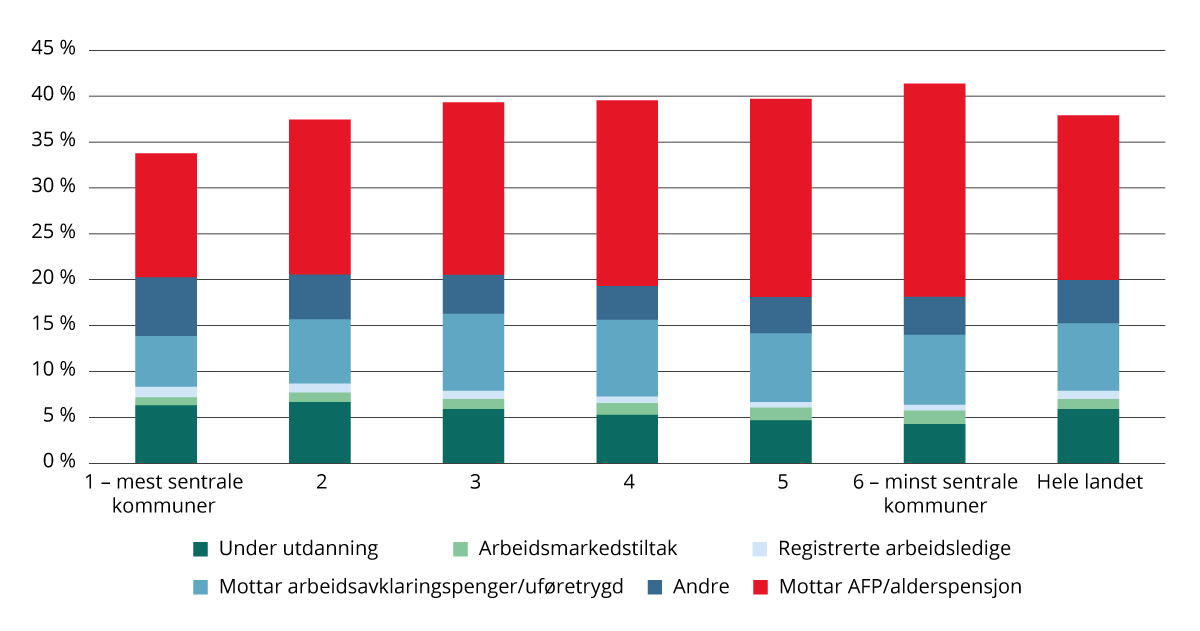 45 %
40 %
35 %
30 %
25 %
20 %
15 %
10 %
5 %
0 %
1 – mest sentrale kommuner
2
3
4
5
6 – minst sentrale kommuner
Hele landet
Under utdanning
Arbeidsmarkedstiltak
Registrerte arbeidsledige
Mottar arbeidsavklaringspenger/uføretrygd
Andre
Mottar AFP/alderspensjon